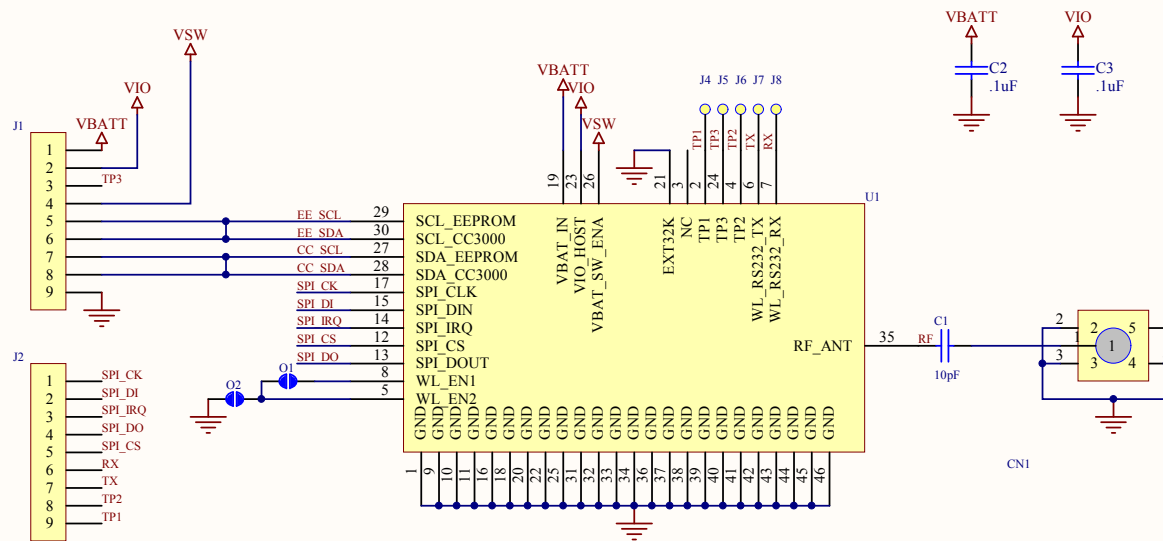 VBATT
VIO
C2
.1uF
C3
.1uF
VSW
VIO
VBATT
J1
1
2
3
4
5
6
7
8
9
TP3
VBATT
VIO
VSW
J4 J5 J6 J7 J8
TP1
TP3
TP2
TX
RX
19
23
26
21
3
2
24
4
6
7
U1
VBAT_IN
VIO_HOST
VBAT_SW_ENA
EXT32K
NC
TP1
TP3
TP2
WL_RS232_TX
WL_RS232_RX
EE_SCL 29 SCL_EEPROM
EE_SDA 30 SCL_CC3000
CC_SCL 27 SDA_EEPROM
CC_SDA 28 SDA_CC3000
SPI_CK 17 SPI_CLK
SPI_DI 15 SPI_DIN
SPI_IRQ 14 SPI_IRQ
SPI_CS 12 SPI_CS
SPI_DO 13 SPI_DOUT
O1 8 WL_EN1
O2 5 WL_EN2
RF_ANT 35 RF
C1
10pF
2
1
3
2
3
1
5
4
CN1
J2
1 SPI_CK
2 SPI_DI
3 SPI_IRQ
4 SPI_DO
5 SPI_CS
6 RX
7 TX
8 TP2
9 TP1
GND GND GND GND GND GND GND GND GND GND GND GND GND GND GND GND GND GND GND GND GND GND GND GND
1 9 10 11 16 18 20 22 25 31 32 33 34 36 37 38 39 40 41 42 43 44 45 46